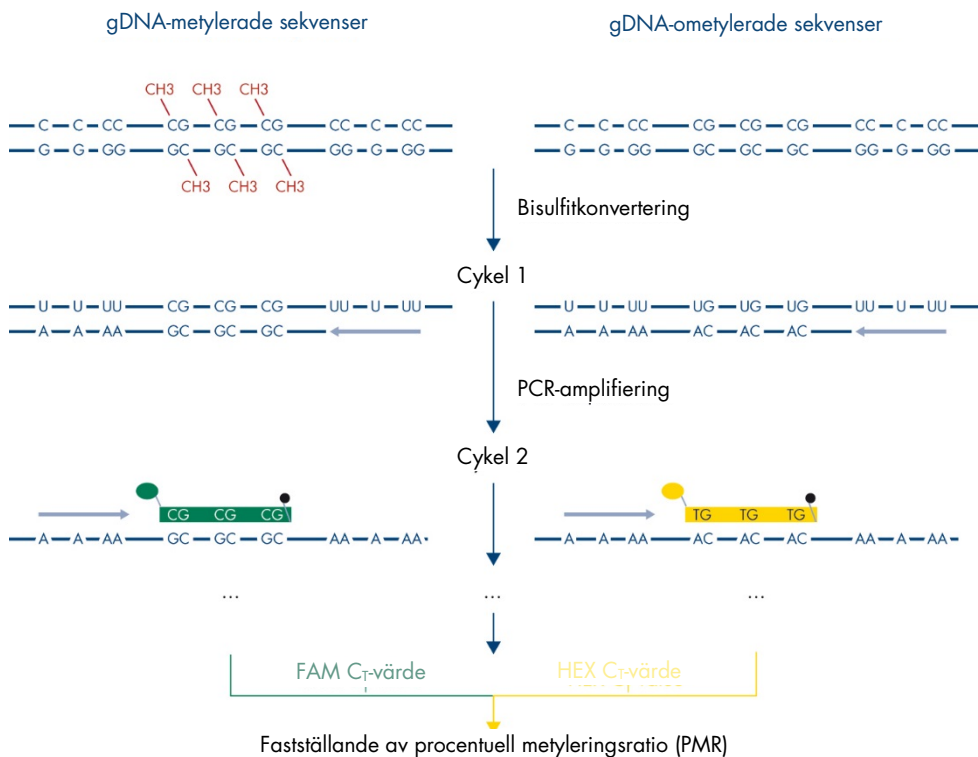 gDNA-metylerade sekvenser
gDNA-ometylerade sekvenser
CH3 CH3 CH3
C C CC CG CG CG CC C CC
G G GG GC GC GC GG G GG
CH3 CH3 CH3
C C CC CG CG CG CC C CC
G G GG GC GC GC GG G GG
Bisulfitkonvertering
Cykel 1
U U UU CG CG CG UU U UU
A A AA GC GC GC
U U UU UG UG UG UU U UU
A A AA AC AC AC
PCR-amplifiering
Cykel 2
CG CG CG
A A AA GC GC GC AA A AA
TG TG TG
A A AA AC AC AC AA A AA
... ... ...
FAM CT-värde
HEX CT-värde
Fastställande av procentuell metyleringsratio (PMR)